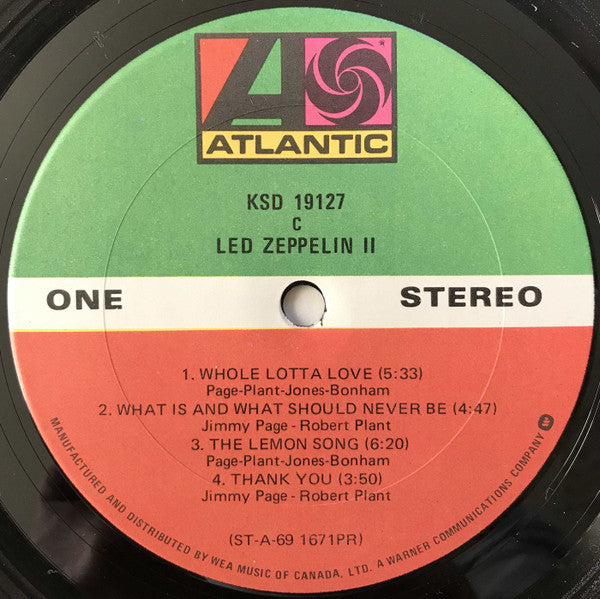 ATLANTIC
KSD 19127
C
LED ZEPPELIN II
ONE STEREO
1. WHOLE LOTTA LOVE (5:33)
Page-Plant-Jones-Bonham
2. WHAT IS AND WHAT SHOULD NEVER BE (4:47)
Jimmy Page - Robert Plant
3. THE LEMON SONG (6:20)
Page-Plant-Jones-Bonham
4. THANK YOU (3:50)
Jimmy Page - Robert Plant
(ST-A-69 1671PR)
MANUFACTURED AND DISTRIBUTED BY WEA MUSIC OF CANADA, LTD. A WARNER COMMUNICATIONS COMPANY